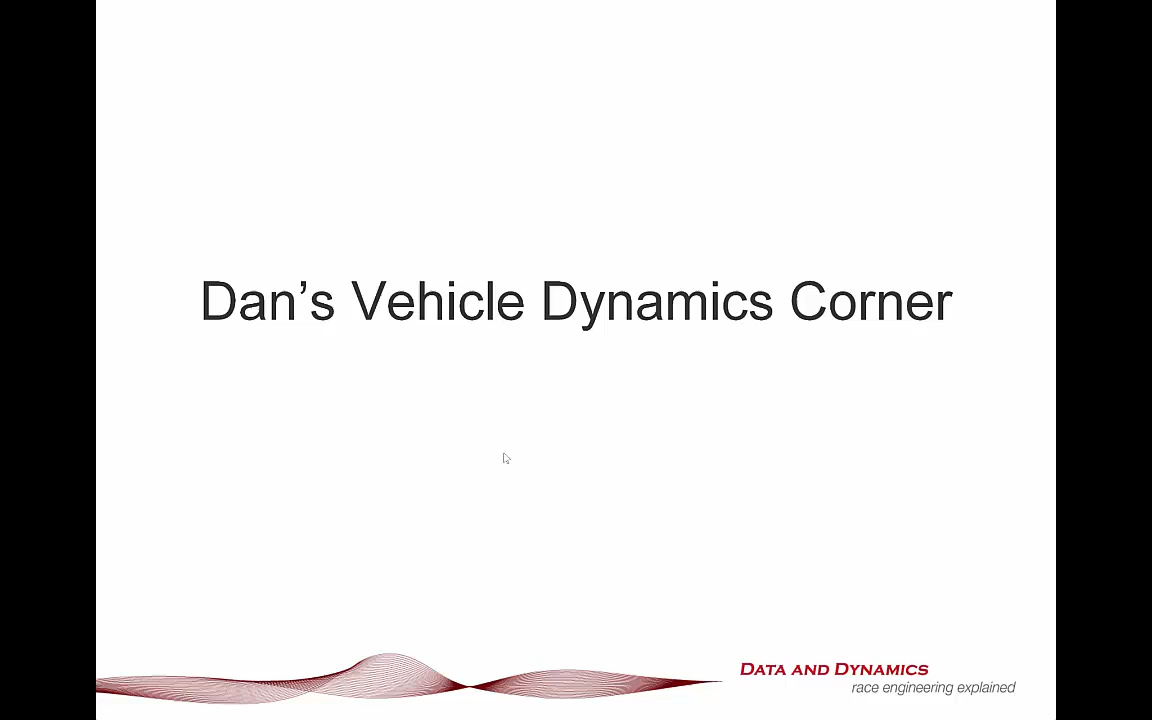 Dan’s Vehicle Dynamics Corner
DATA AND DYNAMICS
race engineering explained